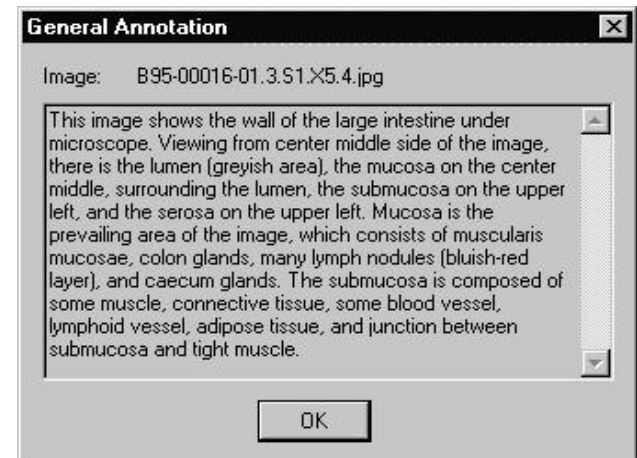 General Annotation
Image: B95-00016-01.3.S1.X5.4.jpg
This image shows the wall of the large intestine under
microscope. Viewing from center middle side of the image,
there is the lumen (greyish area), the mucosa on the center
middle, surrounding the lumen, the submucosa on the upper
left, and the serosa on the upper left. Mucosa is the
prevailing area of the image, which consists of muscularis
mucosae, colon glands, many lymph nodules (bluish-red
layer), and caecum glands. The submucosa is composed of
some muscle, connective tissue, some blood vessel,
lymphoid vessel, adipose tissue, and junction between
submucosa and tight muscle.
OK